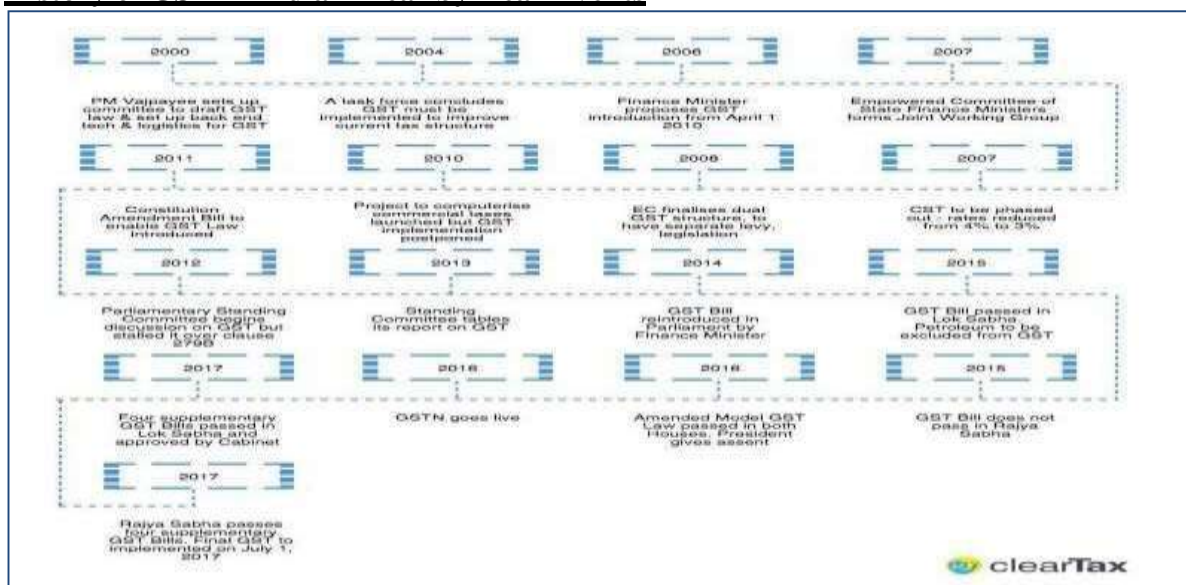 2000
PM Vajpayee sets up
committee to draft GST
law & set up back end
tech & logistics for GST
2004
A task force concludes
GST must be
implemented to improve
current tax structure
2006
Finance Minister
proposes GST
introduction from April 1
2010
2007
Empowered Committee of
State Finance Ministers
forms Joint Working Group
2011
Constitution
Amendment Bill to
enable GST Law
Introduced
2010
Project to computerise
commercial taxes
launched but GST
implementation
postponed
2008
EC finalises dual
GST structure, to
have separate levy,
legislation
2007
CST to be phased
out - rates reduced
from 4% to 3%
2012
Parliamentary Standing
Committee begins
discussion on GST but
stalled it over clause
279B
2013
Standing
Committee tables
its report on GST
2014
GST Bill
reintroduced in
Parliament by
Finance Minister
2015
GST Bill passed in
Lok Sabha.
Petroleum to be
excluded from GST
2017
Four supplementary
GST Bills passed in
Lok Sabha and
approved by Cabinet
2016
GSTN goes live
2016
Amended Model GST
Law passed in both
Houses. President
gives assent
2015
GST Bill does not
pass in Rajya
Sabha
2017
Rajya Sabha passes
four supplementary
GST Bills. Final GST to
implemented on July 1,
2017
clearTax